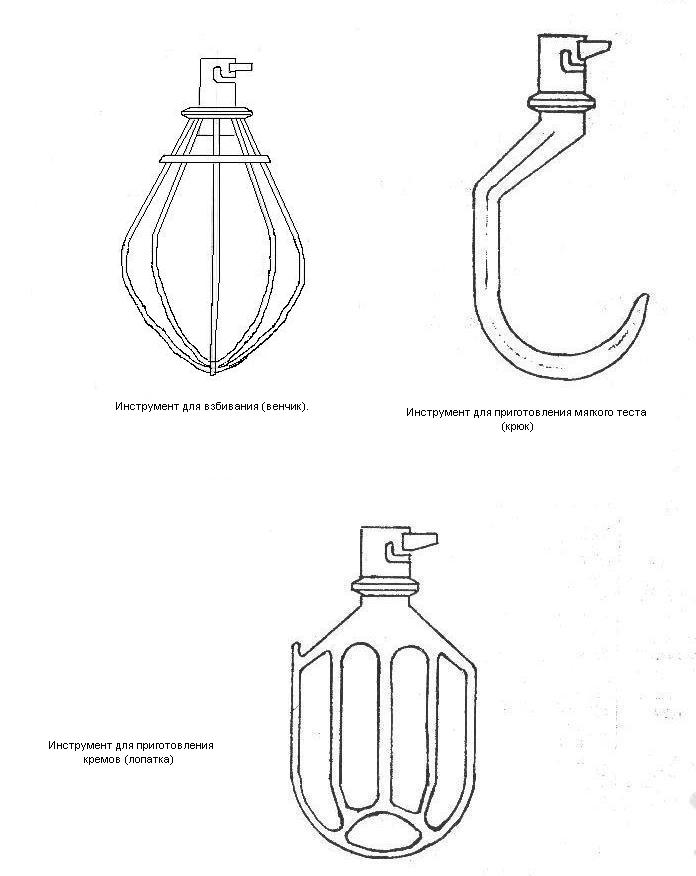 Инструмент для взбивания (венчик).
Инструмент для приготовления мягкого теста
(крюк)
Инструмент для приготовления
кремов (лопатка)